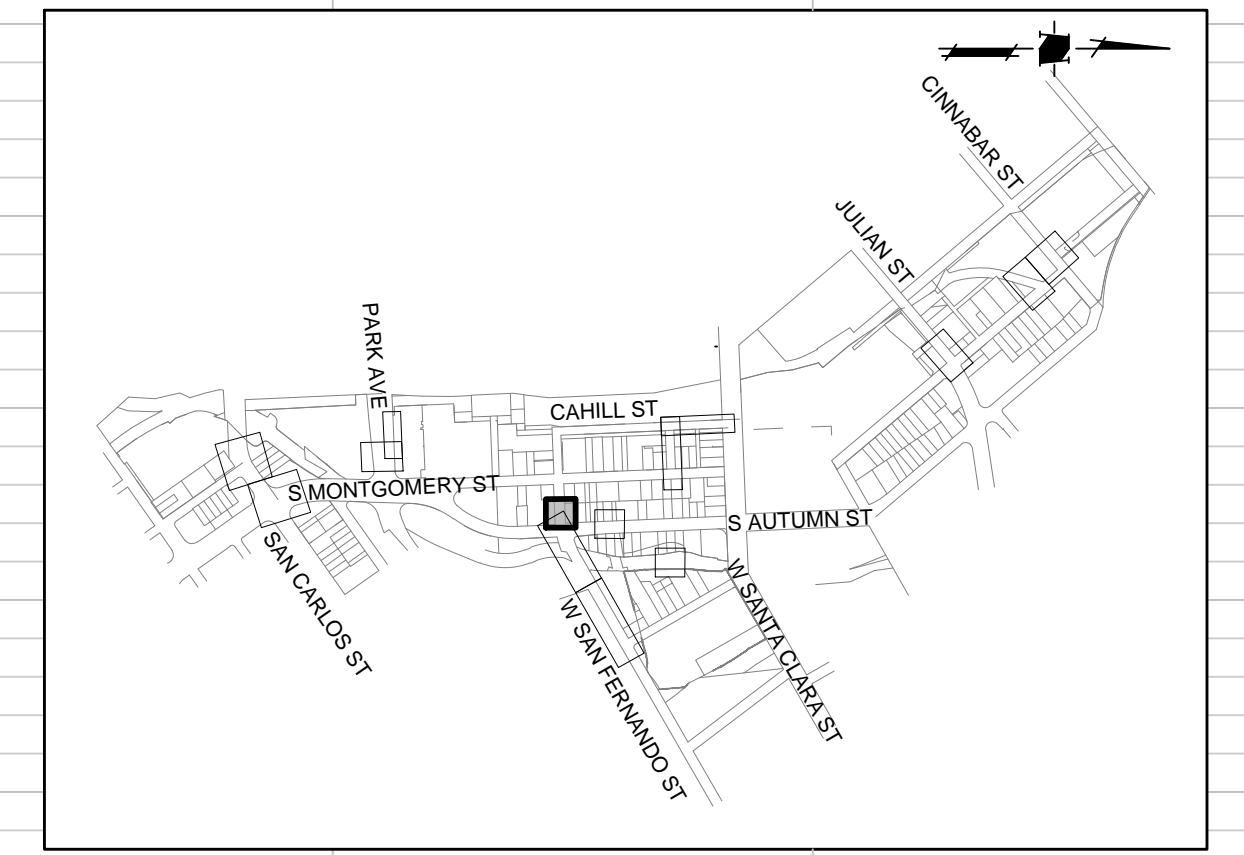 CINNABAR ST
JULIAN ST
PARK AVE
CAHILL ST
S MONTGOMERY ST
S AUTUMN ST
SAN CARLOS ST
W SANTA CLARA ST
W SAN FERNANDO ST